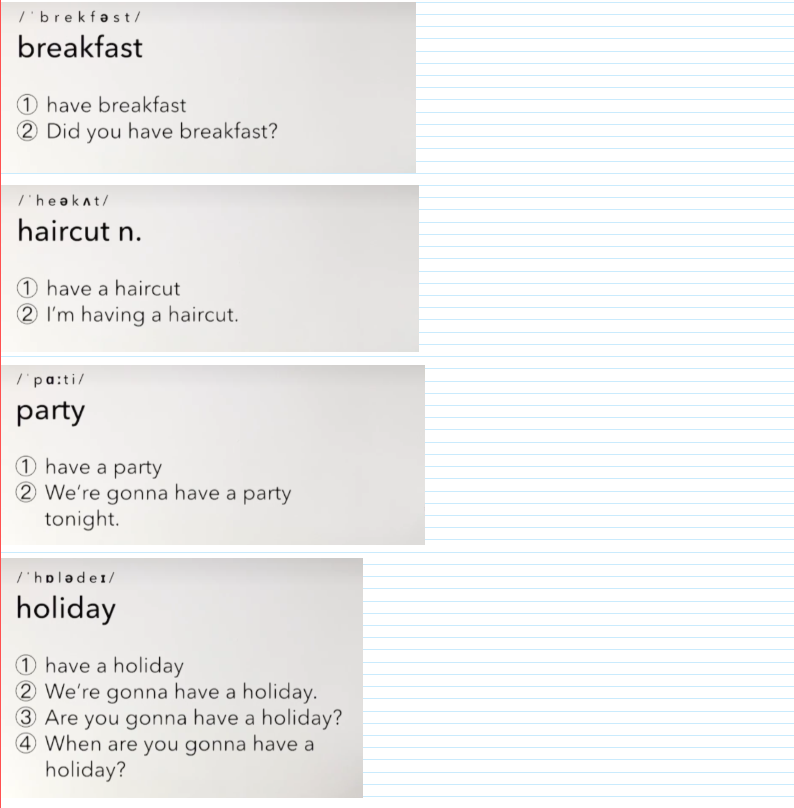 /ˈbrekfəst/
breakfast
① have breakfast
② Did you have breakfast?
/ˈheəkʌt/
haircut n.
① have a haircut
② I’m having a haircut.
/ˈpɑːti/
party
① have a party
② We’re gonna have a party
tonight.
/ˈhɒlədeɪ/
holiday
① have a holiday
② We’re gonna have a holiday.
③ Are you gonna have a holiday?
④ When are you gonna have a
holiday?